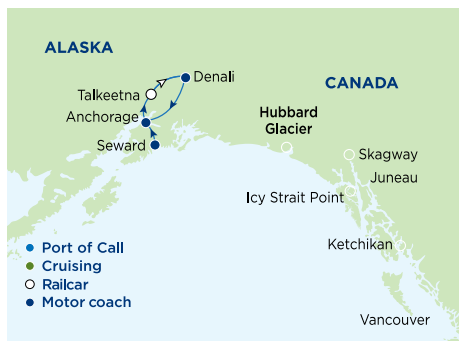 ALASKA
Denali
CANADA
Talkeetna
Anchorage
Hubbard
Glacier
Seward
Skagway
Juneau
Icy Strait Point
Port of Call
Ketchikan
Cruising
Railcar
Motor coach
Vancouver